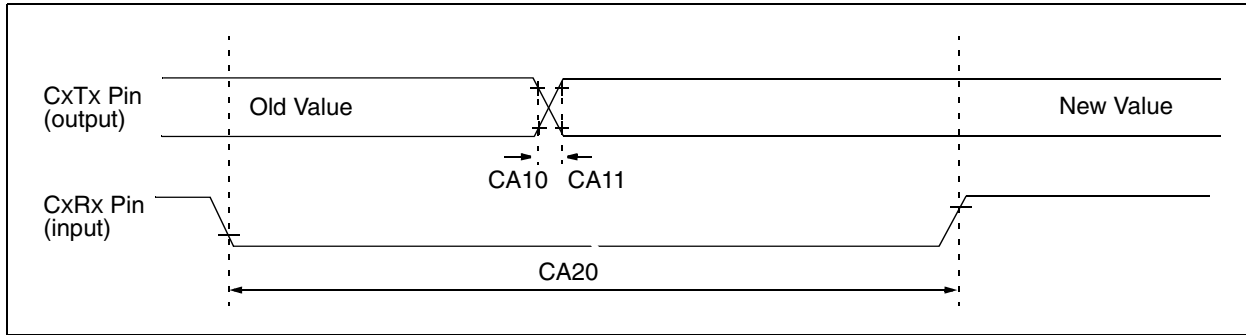 CxTx Pin
(output)
Old Value
New Value
CA10 CA11
CxRx Pin
(input)
CA20